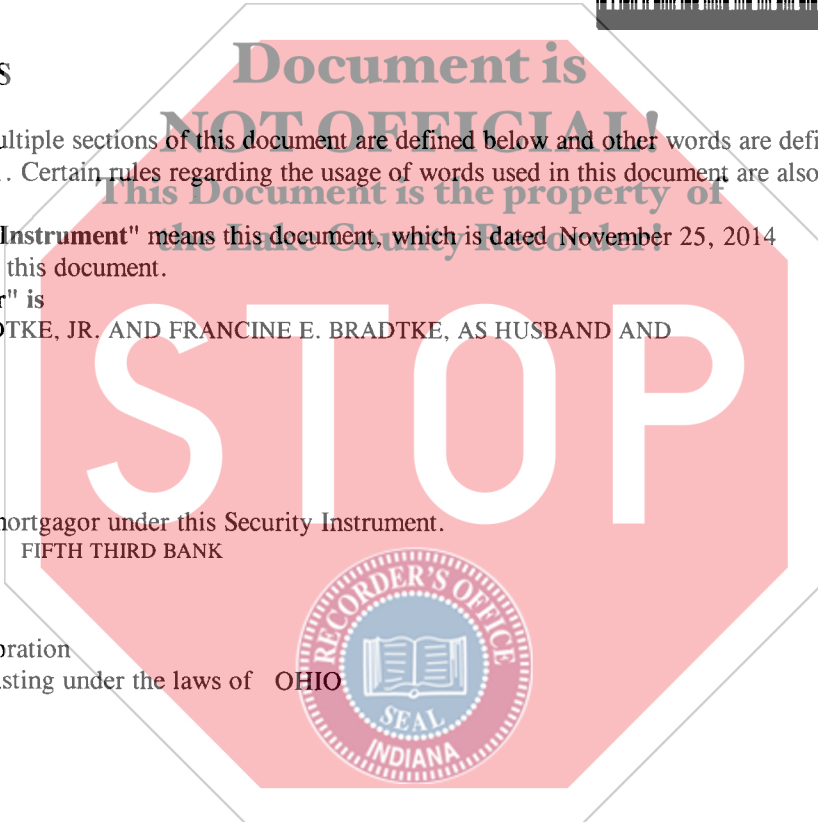 S
Document is
NOT OFFICIAL!
ultiple sections of this document are defined below and other words are defi
. Certain rules regarding the usage of words used in this document are also
This Document is the property of
the Lake County Recorder!
Instrument" means this document, which is dated November 25, 2014
this document.
r" is
DTKE, JR. AND FRANCINE E. BRADTKE, AS HUSBAND AND
STOP
nortgagor under this Security Instrument.
FIFTH THIRD BANK
RECORDER'S OFFICE
oration
sting under the laws of OHIO
SEAL
INDIANA